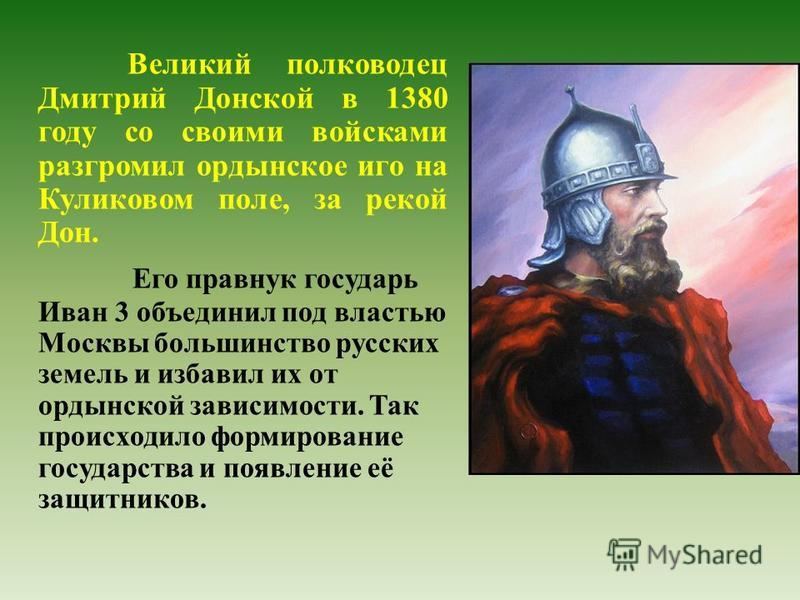 Великий полководец
Дмитрий Донской в 1380
году со своими войсками
разгромил ордынское иго на
Куликовом поле, за рекой
Дон.
Его правнук государь
Иван 3 объединил под властью
Москвы большинство русских
земель и избавил их от
ордынской зависимости. Так
происходило формирование
государства и появление её
защитников.
MyShared